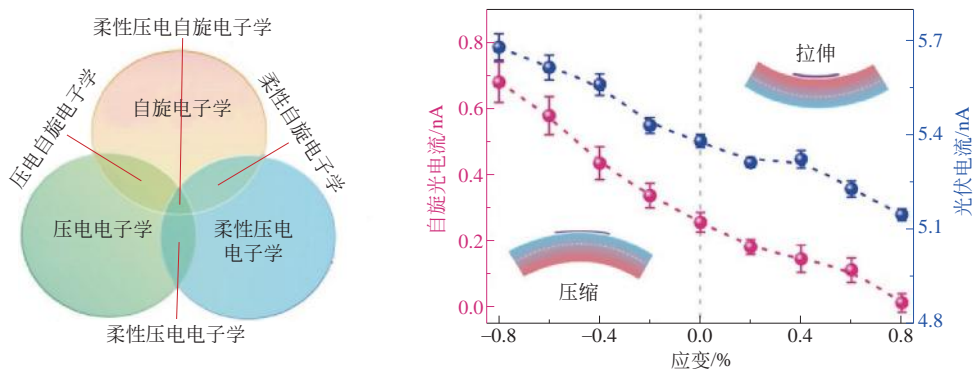 柔性压电自旋电子学
自旋电子学
压电自旋电子学
柔性自旋电子学
压电电子学
柔性压电
电子学
柔性压电电子学
自旋光电流/nA
0.8
0.6
0.4
0.2
0.0
拉伸
压缩
5.7
5.4
5.1
4.8
光伏电流/nA
−0.8
−0.4
0.0
0.4
0.8
应变/%